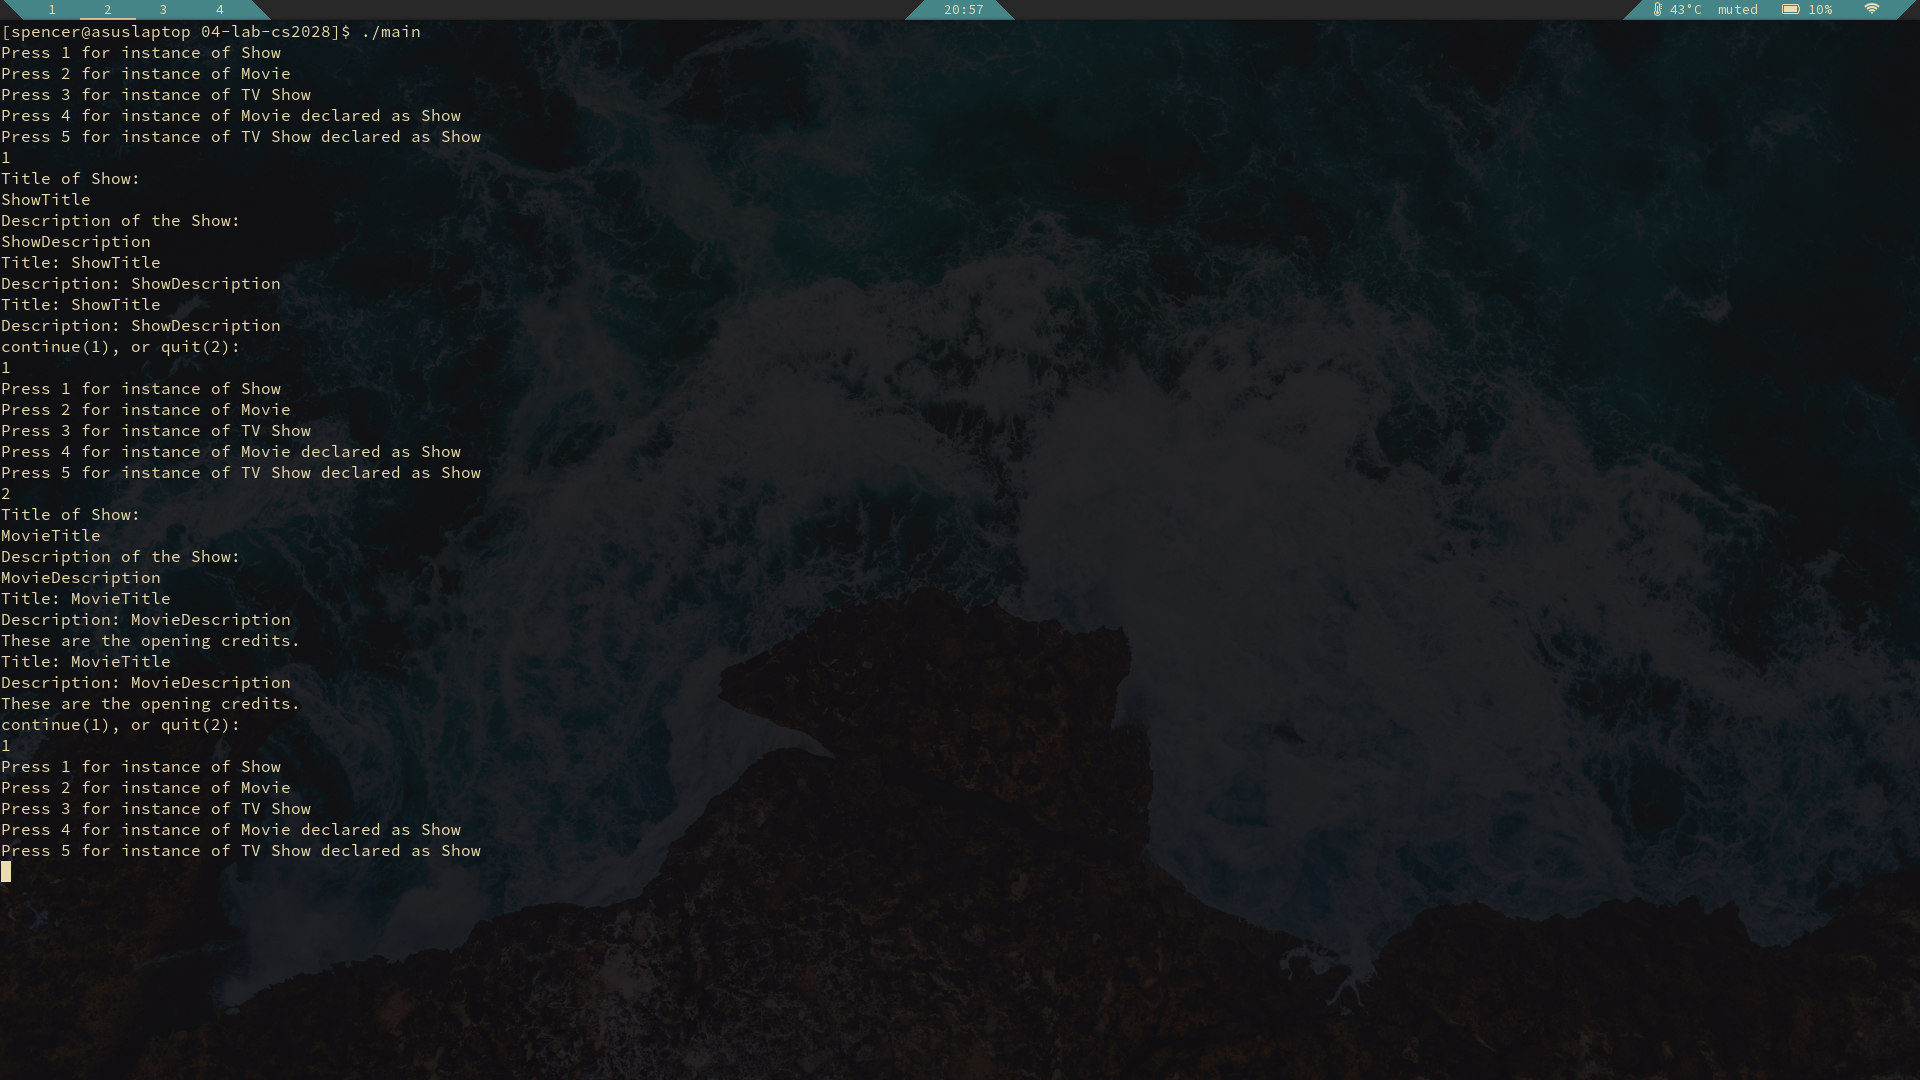 1 2 3 4 20:57 43°C muted 10%
[spencer@asuslaptop 04-lab-cs2028]$ ./main
Press 1 for instance of Show
Press 2 for instance of Movie
Press 3 for instance of TV Show
Press 4 for instance of Movie declared as Show
Press 5 for instance of TV Show declared as Show
1
Title of Show:
ShowTitle
Description of the Show:
ShowDescription
Title: ShowTitle
Description: ShowDescription
Title: ShowTitle
Description: ShowDescription
continue(1), or quit(2):
1
Press 1 for instance of Show
Press 2 for instance of Movie
Press 3 for instance of TV Show
Press 4 for instance of Movie declared as Show
Press 5 for instance of TV Show declared as Show
2
Title of Show:
MovieTitle
Description of the Show:
MovieDescription
Title: MovieTitle
Description: MovieDescription
These are the opening credits.
Title: MovieTitle
Description: MovieDescription
These are the opening credits.
continue(1), or quit(2):
1
Press 1 for instance of Show
Press 2 for instance of Movie
Press 3 for instance of TV Show
Press 4 for instance of Movie declared as Show
Press 5 for instance of TV Show declared as Show